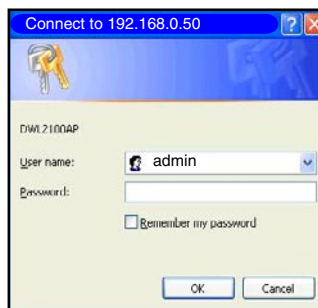 Connect to 192.168.0.50
DWL2100AP
User name:
admin
Password:
Remember my password
OK
Cancel